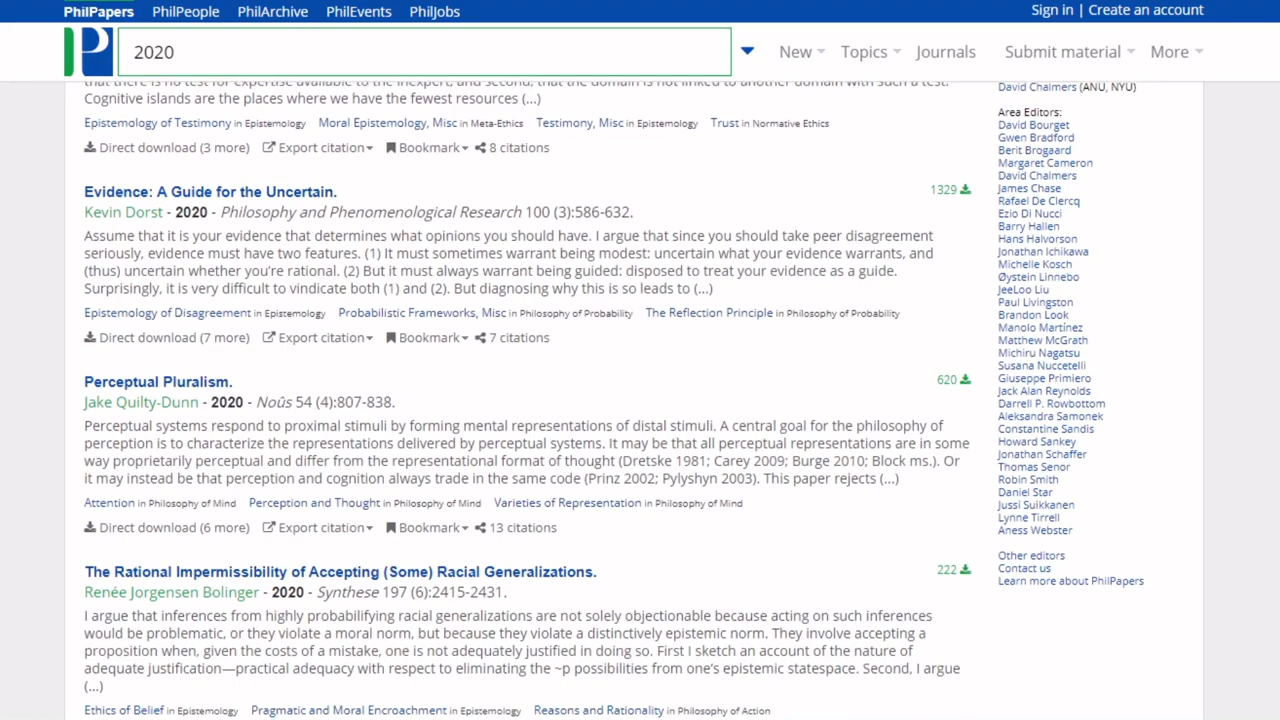 PhilPapers PhilPeople PhilArchive PhilEvents PhilJobs Sign in | Create an account
P 2020 New Topics Journals Submit material More
that there is no test for expertise available to the inexpert, and second, that the domain is not linked to another domain with such a test.
Cognitive islands are the places where we have the fewest resources (...)
Epistemology of Testimony in Epistemology Moral Epistemology, Misc in Meta-Ethics Testimony, Misc in Epistemology Trust in Normative Ethics
Direct download (3 more) Export citation Bookmark 8 citations
Evidence: A Guide for the Uncertain. 1329
Kevin Dorst - 2020 - Philosophy and Phenomenological Research 100 (3):586-632.
Assume that it is your evidence that determines what opinions you should have. I argue that since you should take peer disagreement
seriously, evidence must have two features. (1) It must sometimes warrant being modest: uncertain what your evidence warrants, and
(thus) uncertain whether you're rational. (2) But it must always warrant being guided: disposed to treat your evidence as a guide.
Surprisingly, it is very difficult to vindicate both (1) and (2). But diagnosing why this is so leads to (...)
Epistemology of Disagreement in Epistemology Probabilistic Frameworks, Misc in Philosophy of Probability The Reflection Principle in Philosophy of Probability
Direct download (7 more) Export citation Bookmark 7 citations
Perceptual Pluralism. 620
Jake Quilty-Dunn - 2020 - Noûs 54 (4):807-838.
Perceptual systems respond to proximal stimuli by forming mental representations of distal stimuli. A central goal for the philosophy of
perception is to characterize the representations delivered by perceptual systems. It may be that all perceptual representations are in some
way proprietarily perceptual and differ from the representational format of thought (Dretske 1981; Carey 2009; Burge 2010; Block ms.). Or
it may instead be that perception and cognition always trade in the same code (Prinz 2002; Pylyshyn 2003). This paper rejects (...)
Attention in Philosophy of Mind Perception and Thought in Philosophy of Mind Varieties of Representation in Philosophy of Mind
Direct download (6 more) Export citation Bookmark 13 citations
The Rational Impermissibility of Accepting (Some) Racial Generalizations. 222
Renée Jorgensen Bolinger - 2020 - Synthese 197 (6):2415-2431.
I argue that inferences from highly probabilifying racial generalizations are not solely objectionable because acting on such inferences
would be problematic, or they violate a moral norm, but because they violate a distinctively epistemic norm. They involve accepting a
proposition when, given the costs of a mistake, one is not adequately justified in doing so. First I sketch an account of the nature of
adequate justification—practical adequacy with respect to eliminating the ~p possibilities from one's epistemic statespace. Second, I argue
(...)
Ethics of Belief in Epistemology Pragmatic and Moral Encroachment in Epistemology Reasons and Rationality in Philosophy of Action
David Chalmers (ANU, NYU)
Area Editors:
David Bourget
Gwen Bradford
Berit Brogaard
Margaret Cameron
David Chalmers
James Chase
Rafael De Clercq
Ezio Di Nucci
Barry Hallen
Hans Halvorson
Jonathan Ichikawa
Michelle Kosch
Øystein Linnebo
JeeLoo Liu
Paul Livingston
Brandon Look
Manolo Martínez
Matthew McGrath
Michiru Nagatsu
Susana Nuccetelli
Giuseppe Primiero
Jack Alan Reynolds
Darrell P. Rowbottom
Aleksandra Samonek
Constantine Sandis
Howard Sankey
Jonathan Schaffer
Thomas Senor
Robin Smith
Daniel Star
Jussi Suikkanen
Lynne Tirrell
Aness Webster
Other editors
Contact us
Learn more about PhilPapers